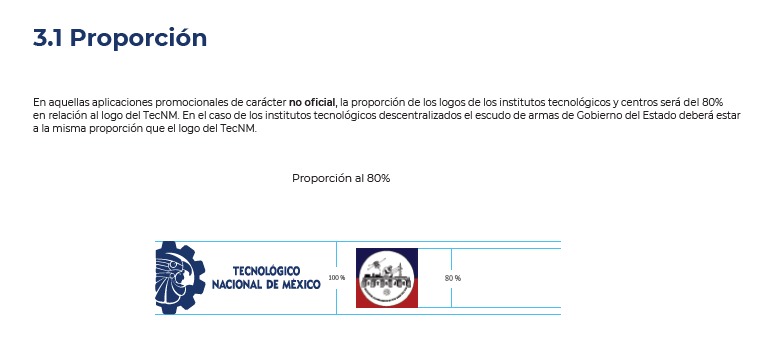 3.1 Proporción
En aquellas aplicaciones promocionales de carácter no oficial, la proporción de los logos de los institutos tecnológicos y centros será del 80%
en relación al logo del TecNM. En el caso de los institutos tecnológicos descentralizados el escudo de armas de Gobierno del Estado deberá estar
a la misma proporción que el logo del TecNM.
Proporción al 80%
TECNOLÓGICO
NACIONAL DE MÉXICO
100 %
80 %